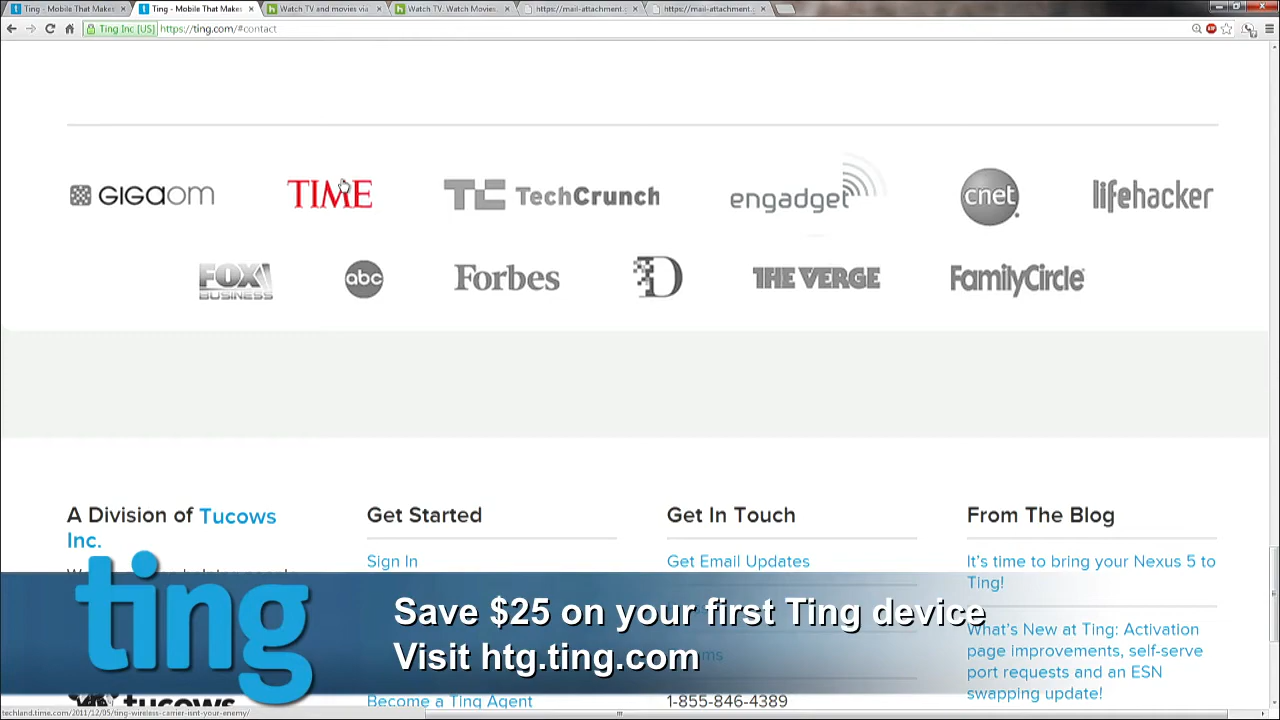 Ting - Mobile That Makes
Ting - Mobile That Makes
Watch TV and movies via
Watch TV. Watch Movies.
https://mail-attachment.
https://mail-attachment.
Ting Inc [US]
https://ting.com/#contact
GIGAOM
TIME
TC TechCrunch
engadget
cnet
lifehacker
FOX
BUSINESS
abc
Forbes
D
THE VERGE
FamilyCircle
A Division of Tucows
Inc.
Get Started
Sign In
Become a Ting Agent
Get In Touch
Get Email Updates
1-855-846-4389
From The Blog
It's time to bring your Nexus 5 to
Ting!
What's New at Ting: Activation
page improvements, self-serve
port requests and an ESN
swapping update!
ting
Save $25 on your first Ting device
Visit htg.ting.com
tucows
techland.time.com/2011/12/05/ting-wireless-carrier-isnt-your-enemy/